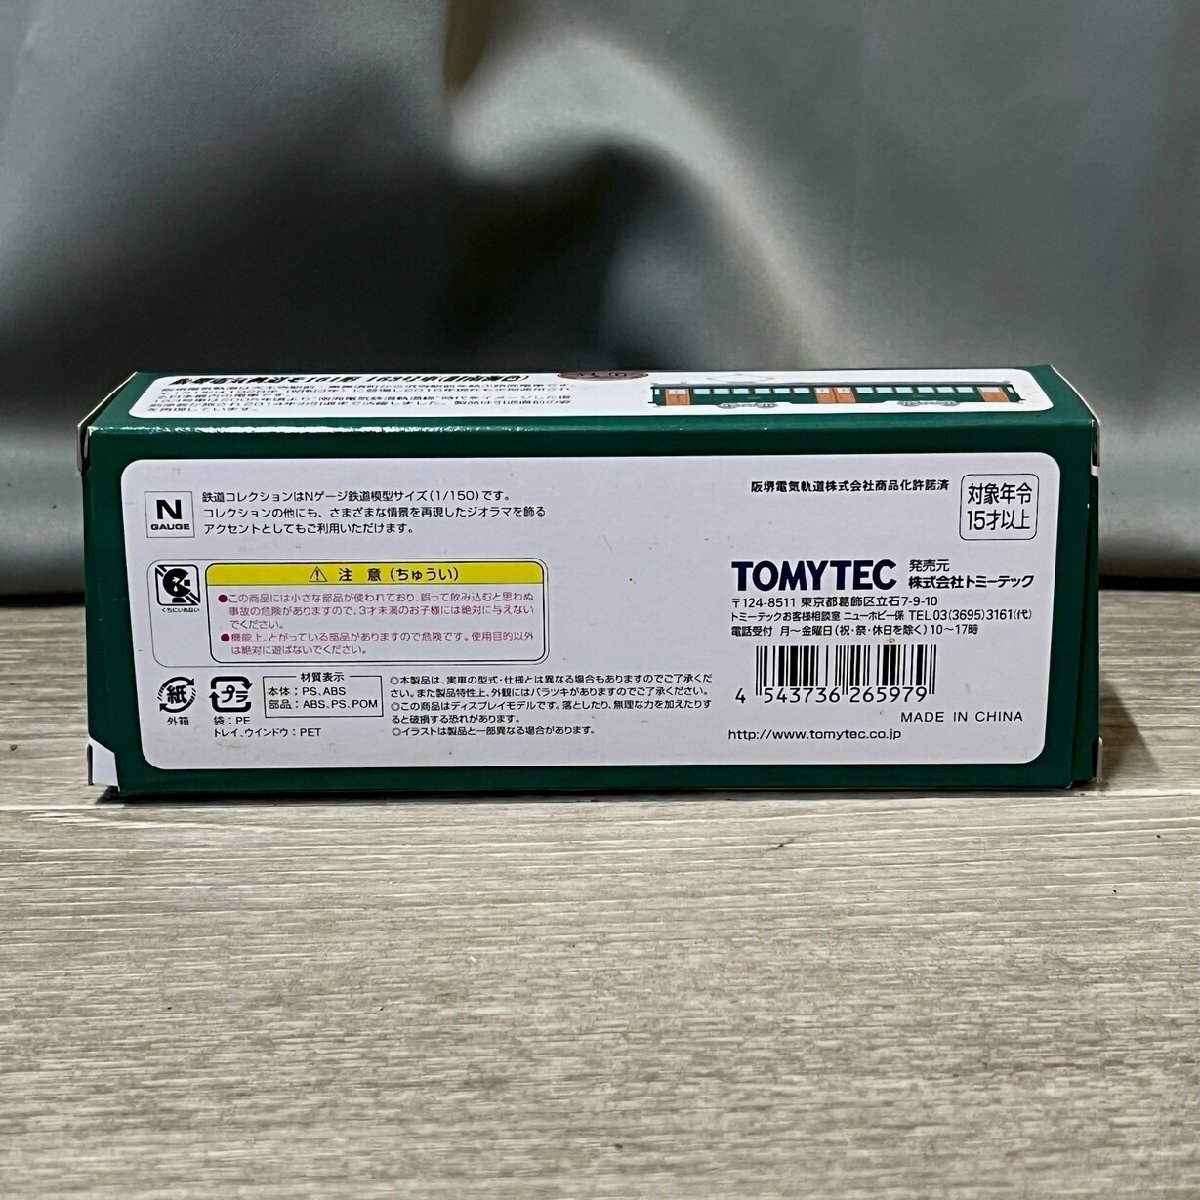 N
GAUGE
鉄道コレクションはNゲージ鉄道模型サイズ(1/150)です。
コレクションの他にも、さまざまな情景を再現したジオラマを飾る
アクセントとしてもご利用いただけます。
阪堺電気軌道株式会社商品化許諾済
対象年令
15才以上
くちにいれない
注 意 (ちゅうい)
●この商品には小さな部品が使われており、誤って飲み込むと思わぬ
事故の危険がありますので、3才未満のお子様には絶対に与えない
でください。
●機能上、とがっている部品がありますので危険です。使用目的以外
は絶対に遊ばないでください。
TOMYTEC
発売元
株式会社トミーテック
〒124-8511 東京都葛飾区立石7-9-10
トミーテックお客様相談室 ニューホビー係 TEL03(3695)3161(代)
電話受付 月〜金曜日(祝・祭・休日を除く)10〜17時
紙
外箱
プラ
袋:PE
トレイ、ウインドウ:PET
材質表示
本体:PS、ABS
部品:ABS、PS、POM
◎本製品は、実車の型式・仕様とは異なる場合もありますのでご了承くだ
さい。また製品特性上、外観にはバラツキがありますのでご了承ください。
◎この商品はディスプレイモデルです。落としたり、無理な力を加えたりす
ると破損する恐れがあります。
◎イラストは製品と一部異なる場合があります。
4 543736 265979
MADE IN CHINA
http://www.tomytec.co.jp